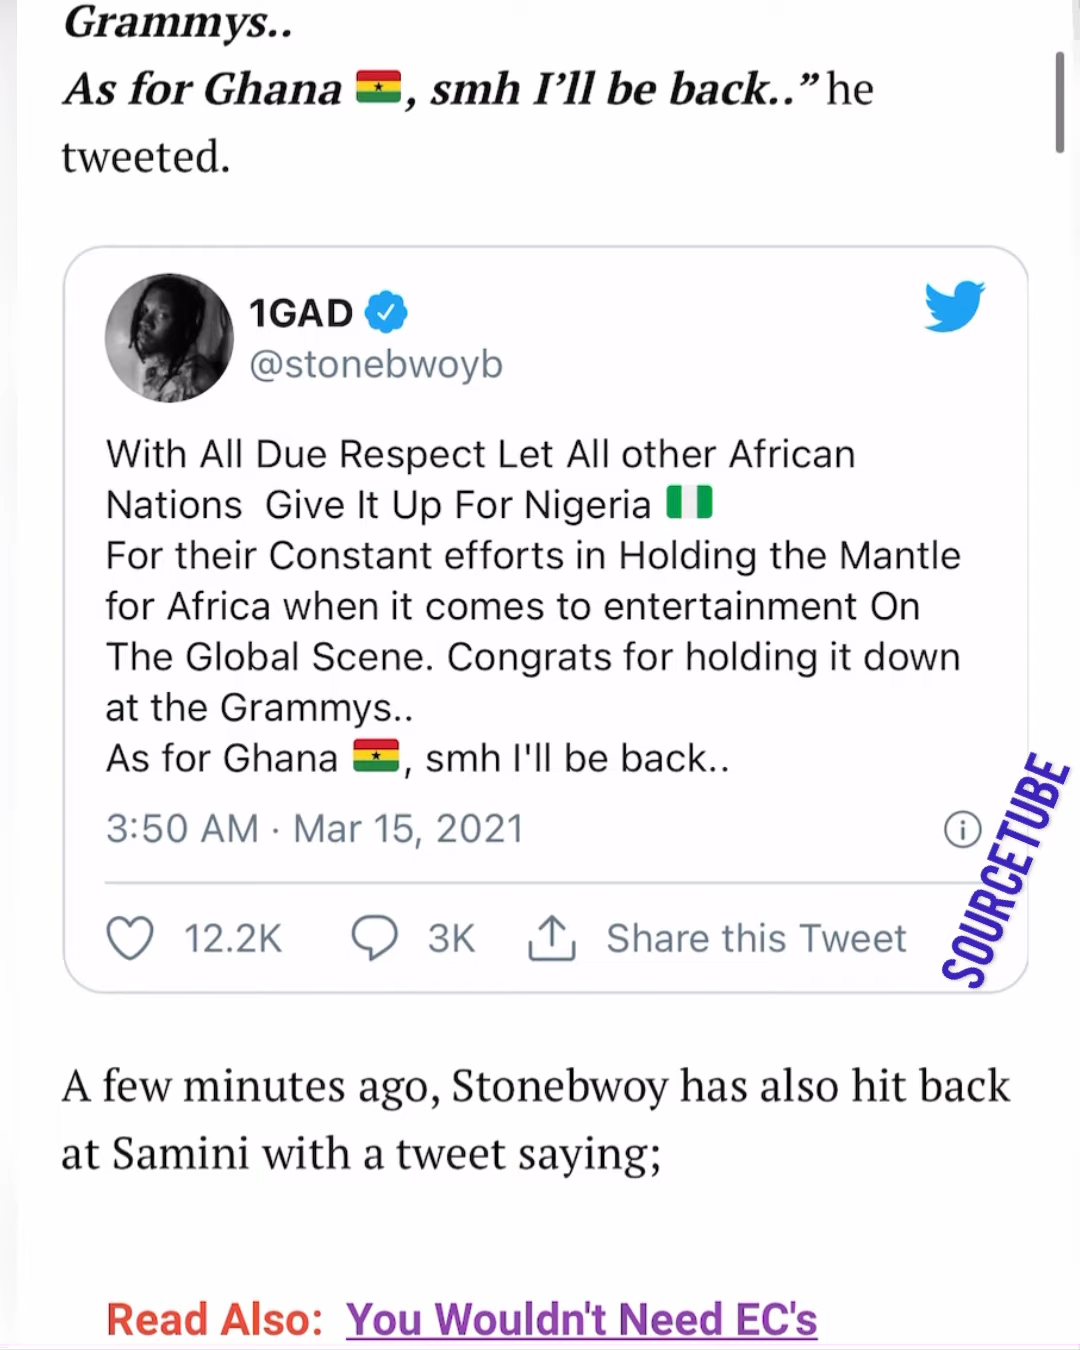 Grammys..
As for Ghana 🇬🇭, smh I’ll be back..” he
tweeted.
1GAD
@stonebwoyb
With All Due Respect Let All other African
Nations  Give It Up For Nigeria 🇳🇬
For their Constant efforts in Holding the Mantle
for Africa when it comes to entertainment On
The Global Scene. Congrats for holding it down
at the Grammys..
As for Ghana 🇬🇭, smh I'll be back..
3:50 AM · Mar 15, 2021
12.2K 3K Share this Tweet
SOURCETUBE
A few minutes ago, Stonebwoy has also hit back
at Samini with a tweet saying;
Read Also: You Wouldn't Need EC's